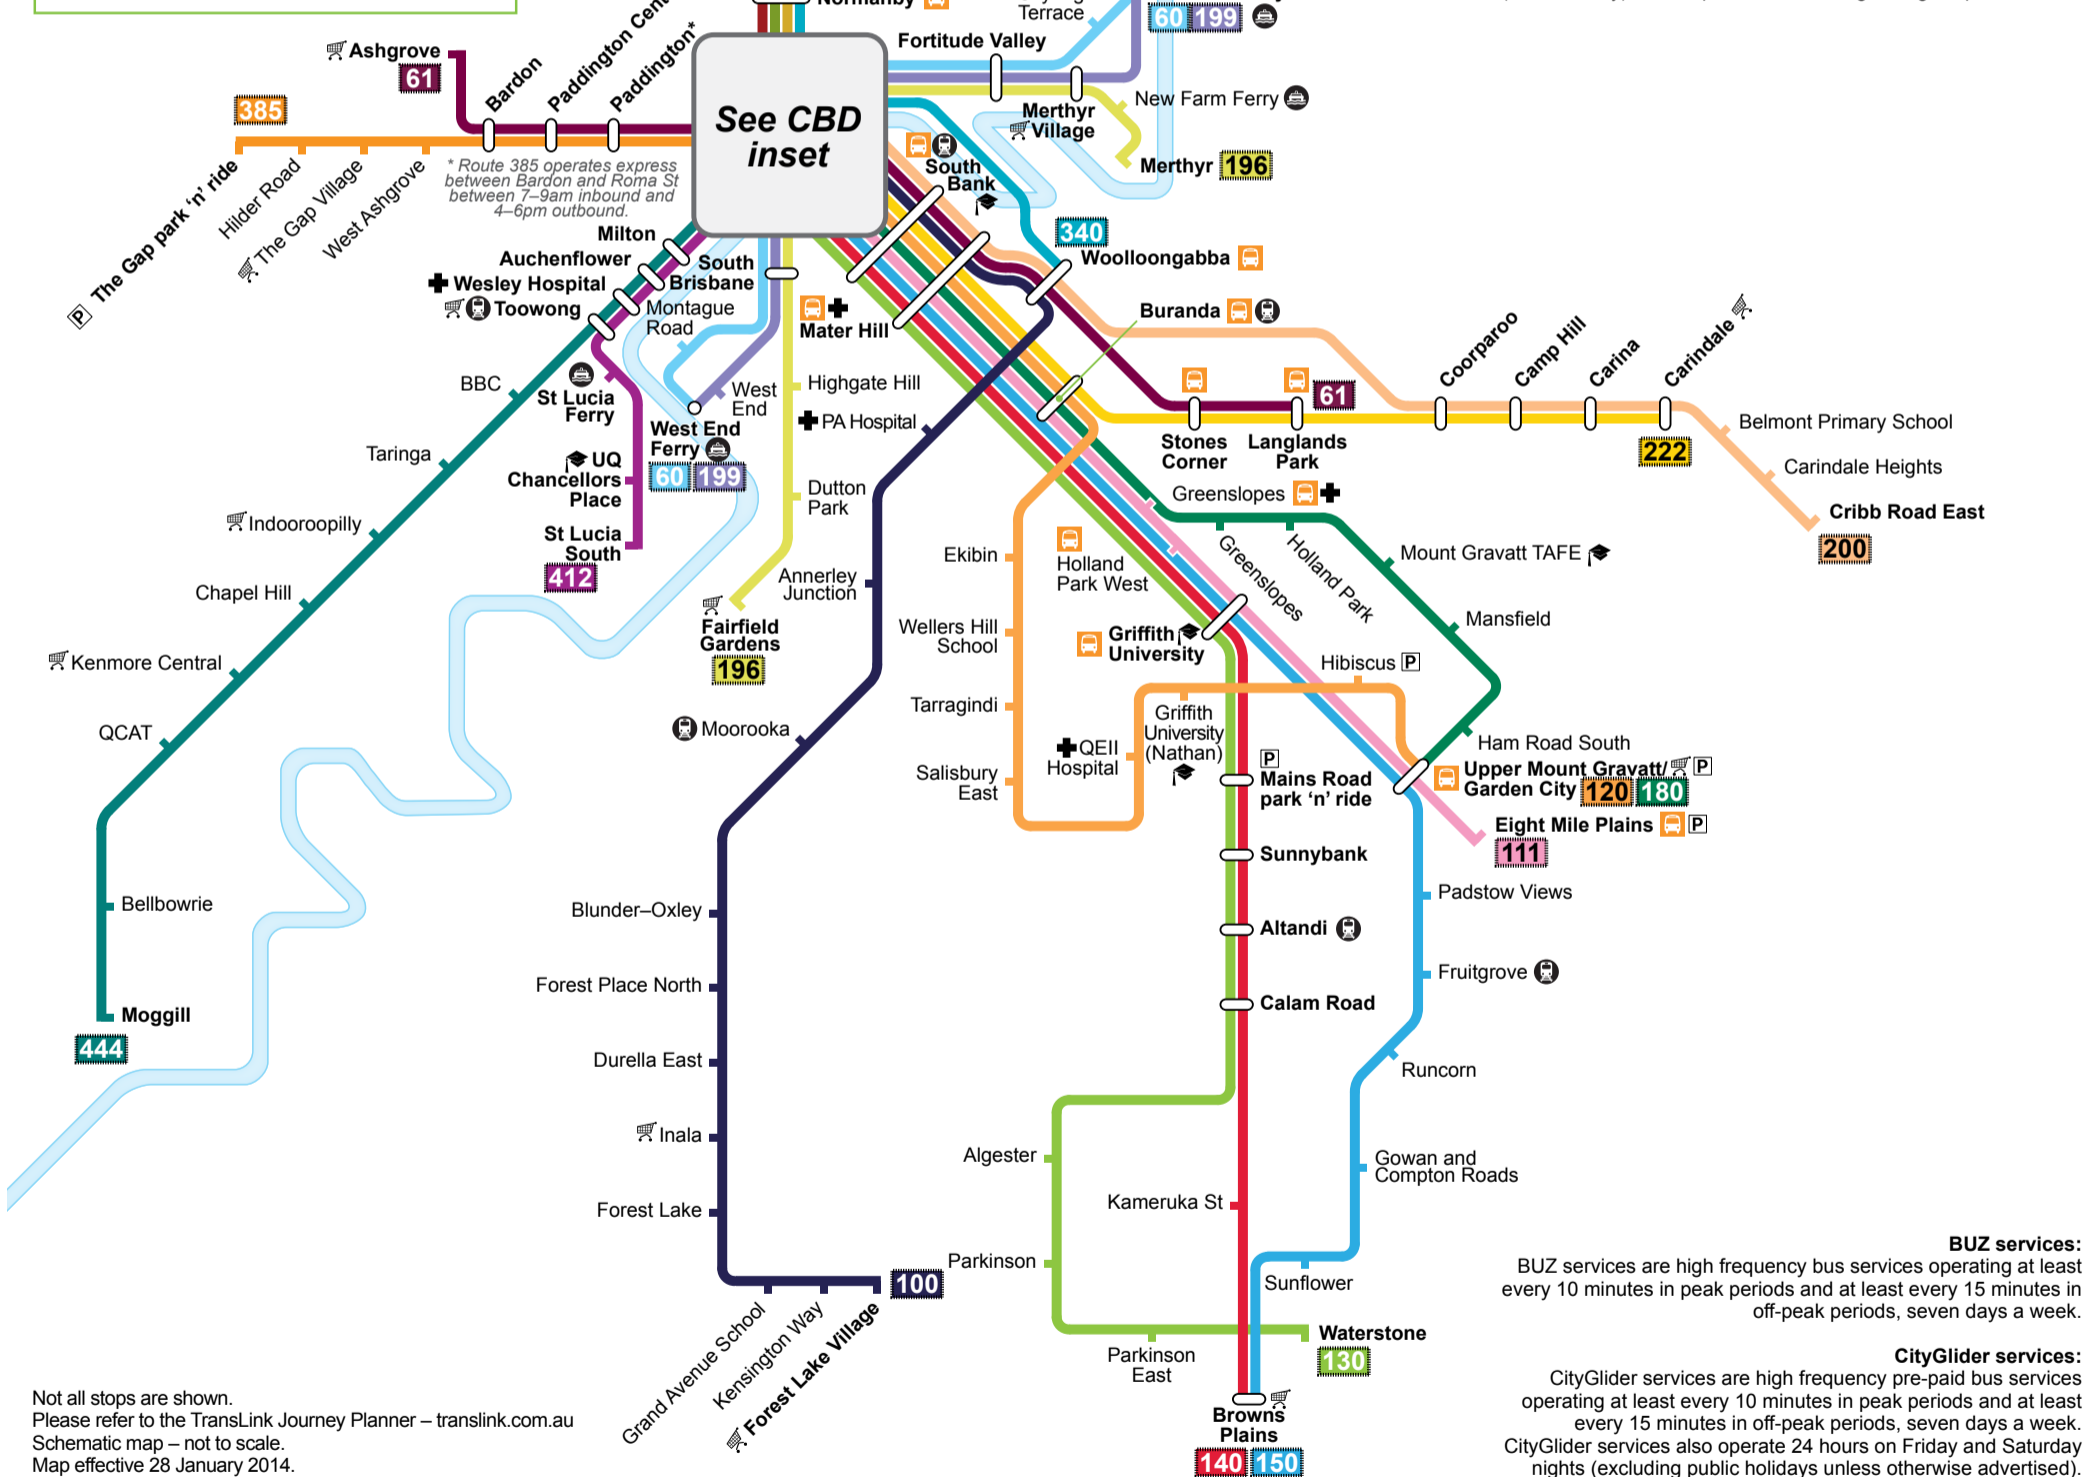 Normanby
Terrace
60 199
Fortitude Valley
Ashgrove
61
Bardon
Paddington*
385
See CBD
inset
Merthyr
Village
New Farm Ferry
Merthyr 196
* Route 385 operates express
between Bardon and Roma St
between 7–9am inbound and
4–6pm outbound.
The Gap park ‘n’ ride
Hilder Road
The Gap Village
West Ashgrove
P
South
Bank
340
Woolloongabba
Buranda
Milton
Auchenflower
Wesley Hospital
Toowong
South
Brisbane
Montague
Road
Mater Hill
BBC
St Lucia
Ferry
West
End
Highgate Hill
PA Hospital
West End
Ferry
60 199
Taringa
UQ
Chancellors
Place
Dutton
Park
Indooroopilly
St Lucia
South
412
Chapel Hill
Kenmore Central
QCAT
Bellbowrie
Moggill
444
Fairfield
Gardens
196
Annerley
Junction
Moorooka
Blunder–Oxley
Forest Place North
Durella East
Inala
Forest Lake
Grand Avenue School
Kensington Way
Forest Lake Village
100
61
Stones
Corner
Langlands
Park
Coorparoo
Camp Hill
Carina
Carindale
222
Belmont Primary School
Carindale Heights
Cribb Road East
200
Greenslopes
Greenslopes
Holland Park
Mount Gravatt TAFE
Mansfield
Ekibin
Holland
Park West
Wellers Hill
School
Griffith
University
Hibiscus P
Tarragindi
Griffith
University
(Nathan)
QEII
Hospital
Salisbury
East
P
Mains Road
park ‘n’ ride
Ham Road South
Upper Mount Gravatt/ P
Garden City 120 180
Eight Mile Plains P
111
Sunnybank
Padstow Views
Altandi
Fruitgrove
Calam Road
Runcorn
Algester
Gowan and
Compton Roads
Kameruka St
Parkinson
Sunflower
Waterstone
130
Parkinson
East
Browns
Plains
140 150
BUZ services:
BUZ services are high frequency bus services operating at least
every 10 minutes in peak periods and at least every 15 minutes in
off-peak periods, seven days a week.
CityGlider services:
CityGlider services are high frequency pre-paid bus services
operating at least every 10 minutes in peak periods and at least
every 15 minutes in off-peak periods, seven days a week.
CityGlider services also operate 24 hours on Friday and Saturday
nights (excluding public holidays unless otherwise advertised).
Not all stops are shown.
Please refer to the TransLink Journey Planner – translink.com.au
Schematic map – not to scale.
Map effective 28 January 2014.